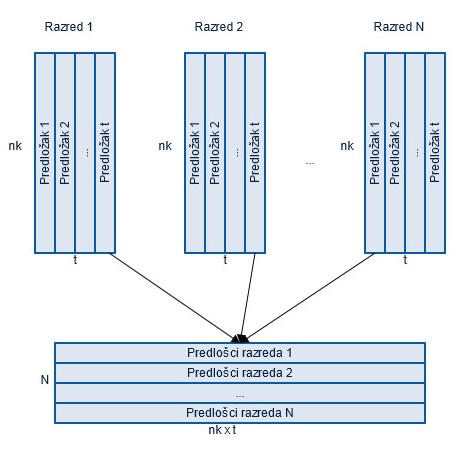 Razred 1
Razred 2
Razred N
nk
Predložak 1
Predložak 2
...
Predložak t
t
nk
Predložak 1
Predložak 2
...
Predložak t
t
...
nk
Predložak 1
Predložak 2
...
Predložak t
t
N
Predlošci razreda 1
Predlošci razreda 2
...
Predlošci razreda N
nk x t